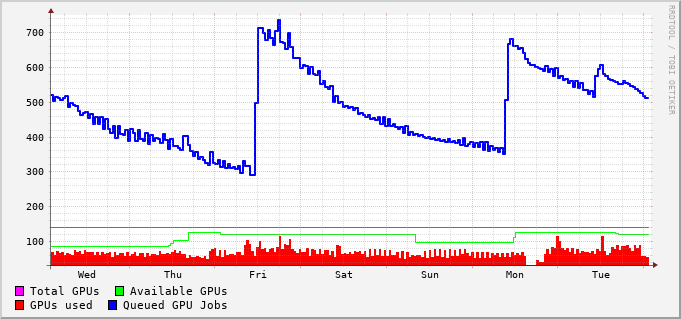 RRDTOOL / TOBI OETIKER
700
600
500
400
300
200
100
Wed Thu Fri Sat Sun Mon Tue
Total GPUs Available GPUs
GPUs used Queued GPU Jobs